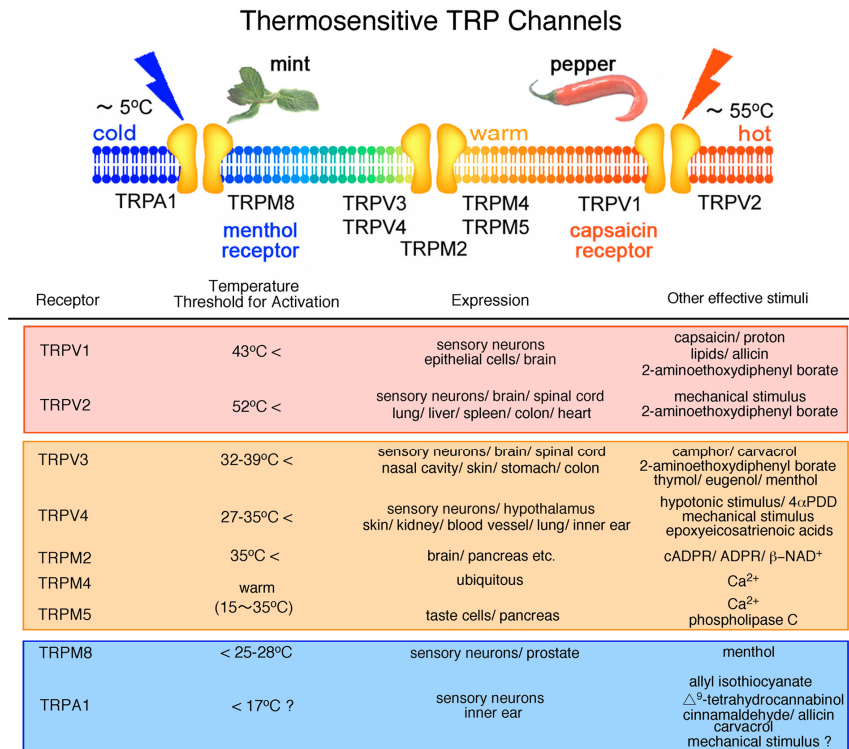 Thermosensitive TRP Channels
mint
pepper
~ 5ºC
~ 55ºC
cold
warm
hot
TRPA1
TRPM8
TRPV3
TRPM4
TRPV1
TRPV2
menthol
TRPV4
TRPM5
capsaicin
receptor
TRPM2
receptor
Receptor
Temperature
Threshold for Activation
Expression
Other effective stimuli
TRPV1
43ºC <
sensory neurons
epithelial cells/ brain
capsaicin/ proton
lipids/ allicin
2-aminoethoxydiphenyl borate
TRPV2
52ºC <
sensory neurons/ brain/ spinal cord
lung/ liver/ spleen/ colon/ heart
mechanical stimulus
2-aminoethoxydiphenyl borate
TRPV3
32-39ºC <
sensory neurons/ brain/ spinal cord
nasal cavity/ skin/ stomach/ colon
camphor/ carvacrol
2-aminoethoxydiphenyl borate
thymol/ eugenol/ menthol
TRPV4
27-35ºC <
sensory neurons/ hypothalamus
skin/ kidney/ blood vessel/ lung/ inner ear
hypotonic stimulus/ 4αPDD
mechanical stimulus
epoxyeicosatrienoic acids
TRPM2
35ºC <
brain/ pancreas etc.
cADPR/ ADPR/ β−NAD⁺
TRPM4
warm
(15~35ºC)
ubiquitous
Ca²⁺
TRPM5
taste cells/ pancreas
Ca²⁺
phospholipase C
TRPM8
< 25-28ºC
sensory neurons/ prostate
menthol
TRPA1
< 17ºC ?
sensory neurons
inner ear
allyl isothiocyanate
△⁹-tetrahydrocannabinol
cinnamaldehyde/ allicin
carvacrol
mechanical stimulus ?